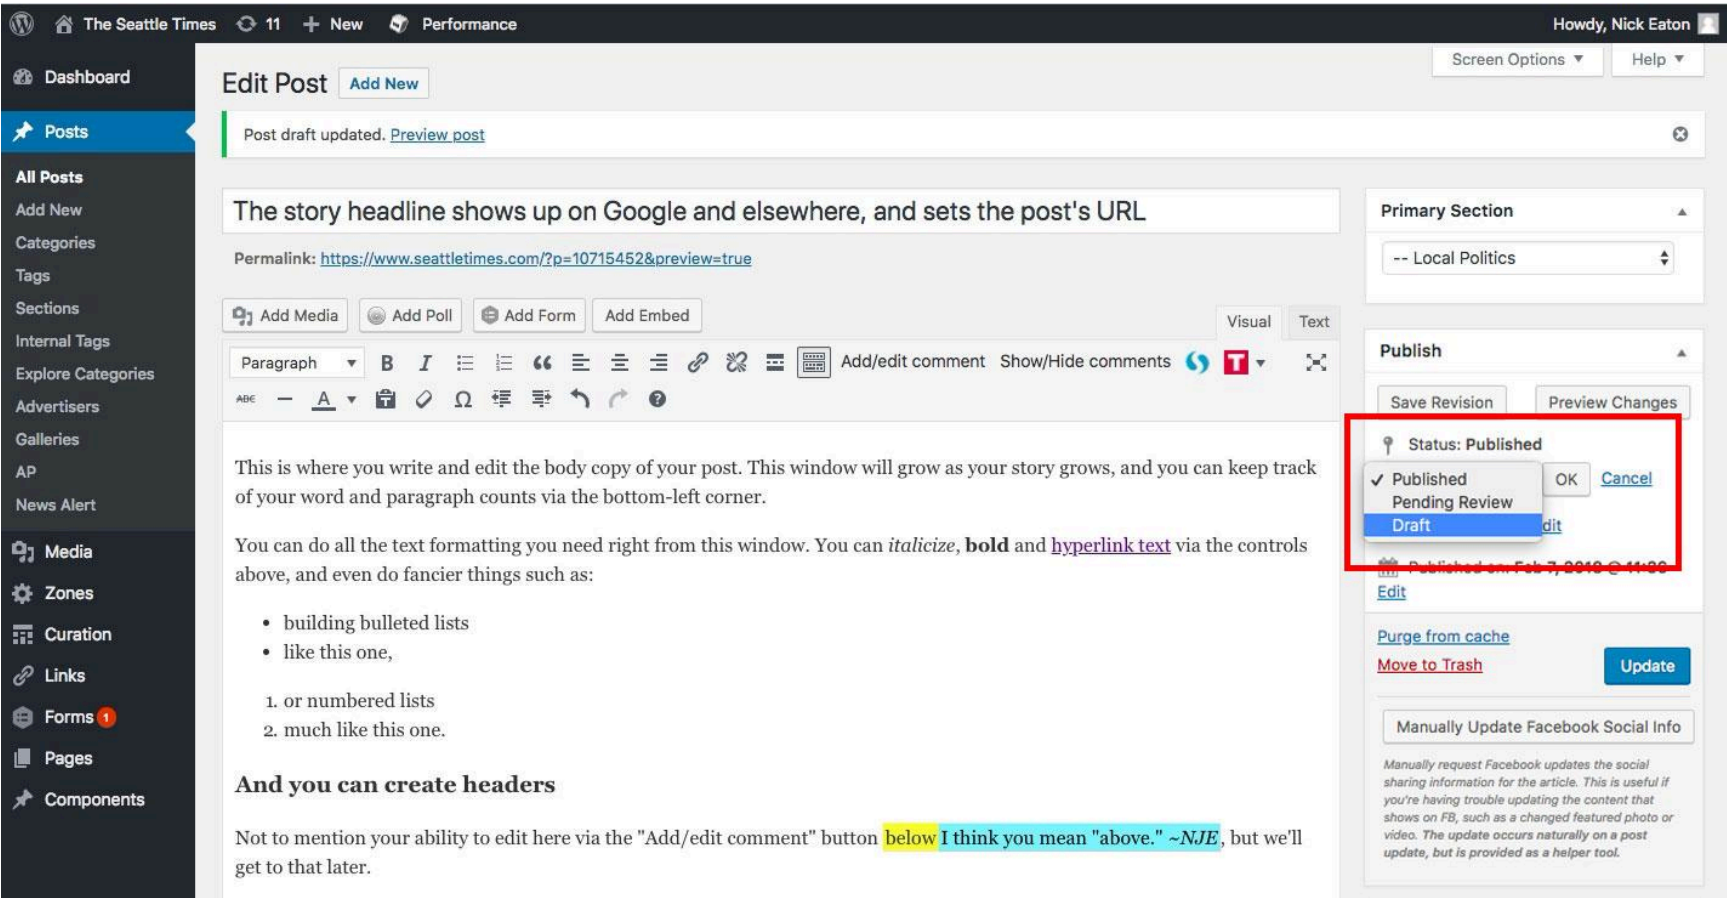 The Seattle Times 11 New Performance Howdy, Nick Eaton
Dashboard
Posts
All Posts
Add New
Categories
Tags
Sections
Internal Tags
Explore Categories
Advertisers
Galleries
AP
News Alert
Media
Zones
Curation
Links
Forms 1
Pages
Components
Screen Options Help
Edit Post Add New
Post draft updated. Preview post
The story headline shows up on Google and elsewhere, and sets the post's URL
Permalink: https://www.seattletimes.com/?p=10715452&preview=true
Add Media Add Poll Add Form Add Embed Visual Text
Paragraph B I Add/edit comment Show/Hide comments T
ABC A Ω
This is where you write and edit the body copy of your post. This window will grow as your story grows, and you can keep track
of your word and paragraph counts via the bottom-left corner.
You can do all the text formatting you need right from this window. You can italicize, bold and hyperlink text via the controls
above, and even do fancier things such as:
• building bulleted lists
• like this one,
1. or numbered lists
2. much like this one.
And you can create headers
Not to mention your ability to edit here via the "Add/edit comment" button below I think you mean "above." ~NJE, but we'll
get to that later.
Primary Section
-- Local Politics
Publish
Save Revision Preview Changes
Status: Published
✓ Published OK Cancel
Pending Review
Draft dit
Published on: Feb 7, @
Edit
Purge from cache
Move to Trash Update
Manually Update Facebook Social Info
Manually request Facebook updates the social
sharing information for the article. This is useful if
you're having trouble updating the content that
shows on FB, such as a changed featured photo or
video. The update occurs naturally on a post
update, but is provided as a helper tool.